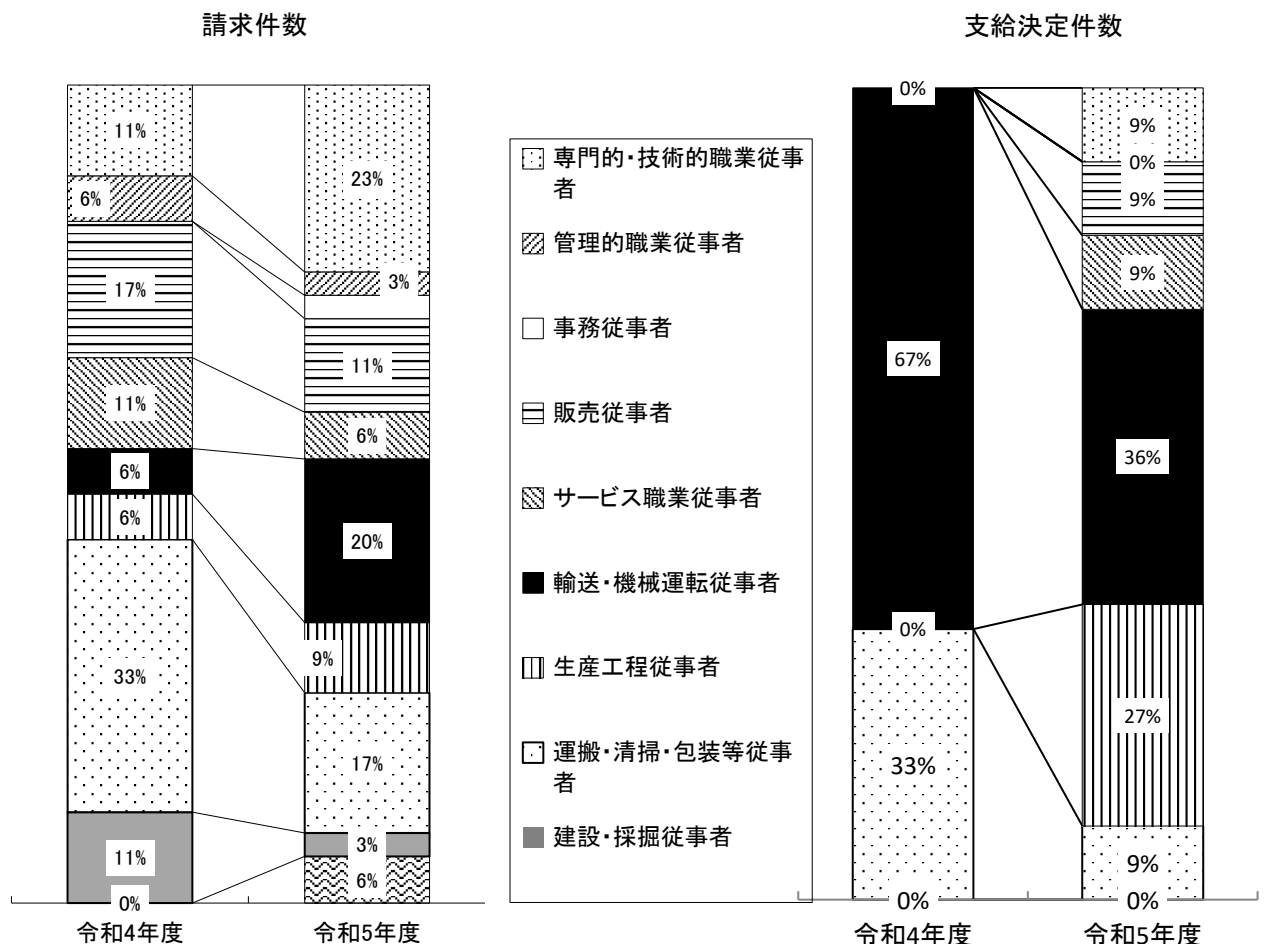 請求件数
支給決定件数
11%
6%
17%
11%
6%
6%
33%
11%
0%
令和4年度
23%
3%
11%
6%
20%
9%
17%
3%
6%
令和5年度
専門的・技術的職業従事
者
管理的職業従事者
事務従事者
販売従事者
サービス職業従事者
輸送・機械運転従事者
生産工程従事者
運搬・清掃・包装等従事
者
建設・採掘従事者
0%
67%
0%
33%
0%
令和4年度
9%
0%
9%
9%
36%
27%
9%
0%
令和5年度